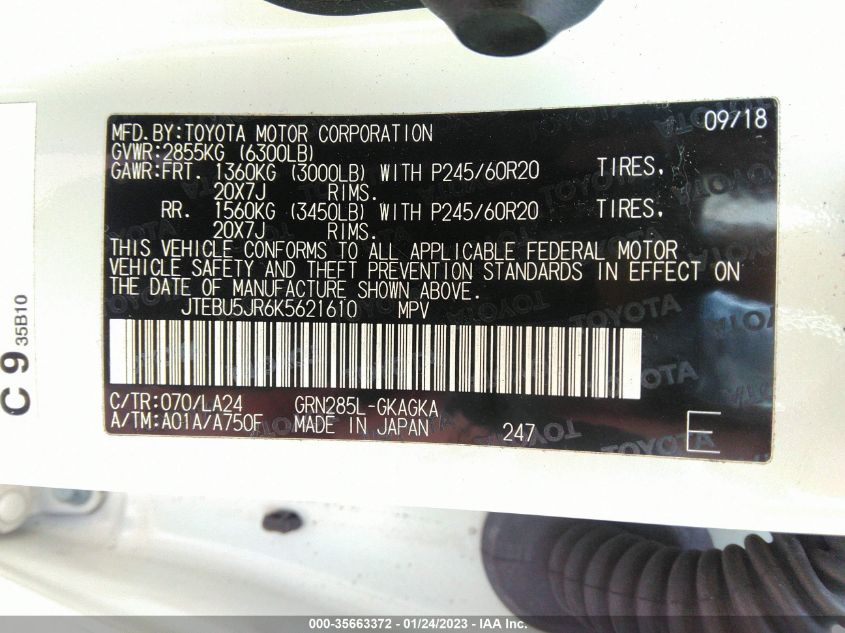 09/18
MFD.BY:TOYOTA MOTOR CORPORATION
GVWR:2855KG (6300LB)
GAWR:FRT. 1360KG (3000LB) WITH P245/60R20 TIRES,
20X7J RIMS.
RR. 1560KG (3450LB) WITH P245/60R20 TIRES,
20X7J RIMS.
THIS VEHICLE CONFORMS TO ALL APPLICABLE FEDERAL MOTOR
VEHICLE SAFETY AND THEFT PREVENTION STANDARDS IN EFFECT ON
THE DATE OF MANUFACTURE SHOWN ABOVE.
JTEBU5JR6K5621610 MPV
C/TR:070/LA24 GRN285L-GKAGKA
A/TM:A01A/A750F MADE IN JAPAN 247 E
C 9 35B10
000-35663372 - 01/24/2023 - IAA Inc.